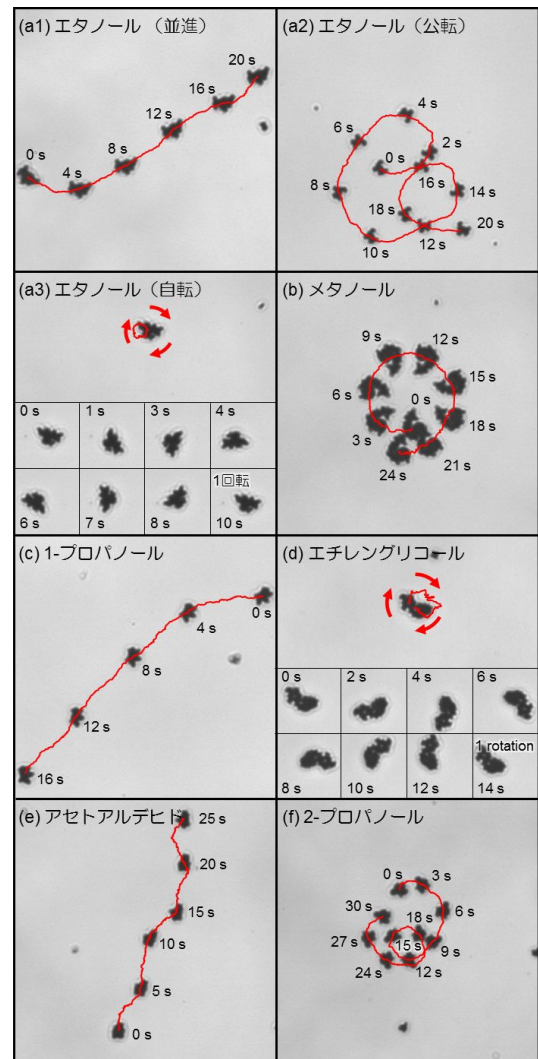 (a1) エタノール （並進）
20 s
16 s
12 s
8 s
4 s
0 s
(a2) エタノール （公転）
4 s
6 s
2 s
0 s
16 s
14 s
8 s
18 s
20 s
10 s
12 s
(a3) エタノール （自転）
0 s
1 s
3 s
4 s
1回転
6 s
7 s
8 s
10 s
(b) メタノール
9 s
12 s
15 s
6 s
0 s
18 s
3 s
21 s
24 s
(c) 1-プロパノール
0 s
4 s
8 s
12 s
16 s
(d) エチレングリコール
0 s
2 s
4 s
6 s
1 rotation
8 s
10 s
12 s
14 s
(e) アセトアルデヒド
25 s
20 s
15 s
10 s
5 s
0 s
(f) 2-プロパノール
0 s
3 s
30 s
18 s
6 s
27 s
15 s
9 s
24 s
12 s